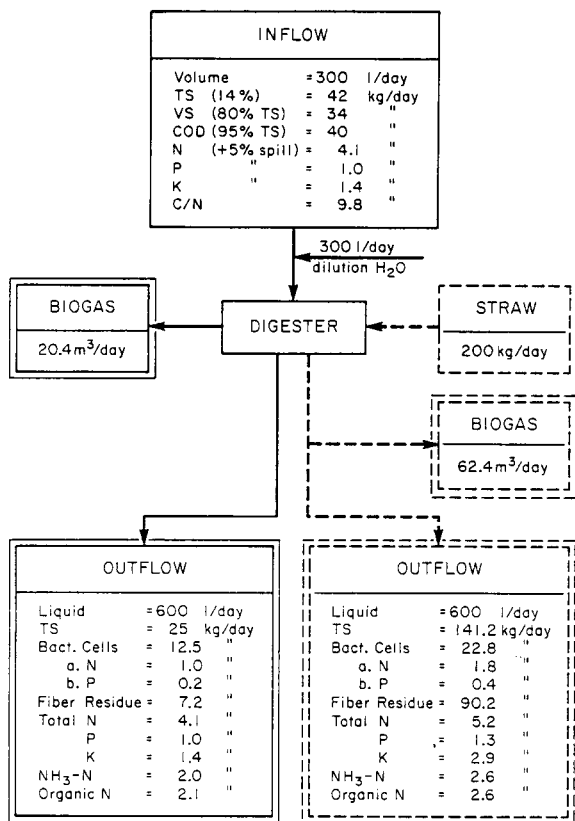 INFLOW
Volume = 300 l/day
TS (14%) = 42 kg/day
VS (80% TS) = 34 "
COD (95% TS) = 40 "
N (+5% spill) = 4.1 "
P " = 1.0 "
K " = 1.4 "
C/N = 9.8 "
300 l/day
dilution H₂O
BIOGAS
20.4 m³/day
DIGESTER
STRAW
200 kg/day
BIOGAS
62.4 m³/day
OUTFLOW
Liquid = 600 l/day
TS = 25 kg/day
Bact. Cells = 12.5 "
a. N = 1.0 "
b. P = 0.2 "
Fiber Residue = 7.2 "
Total N = 4.1 "
P = 1.0 "
K = 1.4 "
NH₃-N = 2.0 "
Organic N = 2.1 "
OUTFLOW
Liquid = 600 l/day
TS = 141.2 kg/day
Bact. Cells = 22.8 "
a. N = 1.8 "
b. P = 0.4 "
Fiber Residue = 90.2 "
Total N = 5.2 "
P = 1.3 "
K = 2.9 "
NH₃-N = 2.6 "
Organic N = 2.6 "